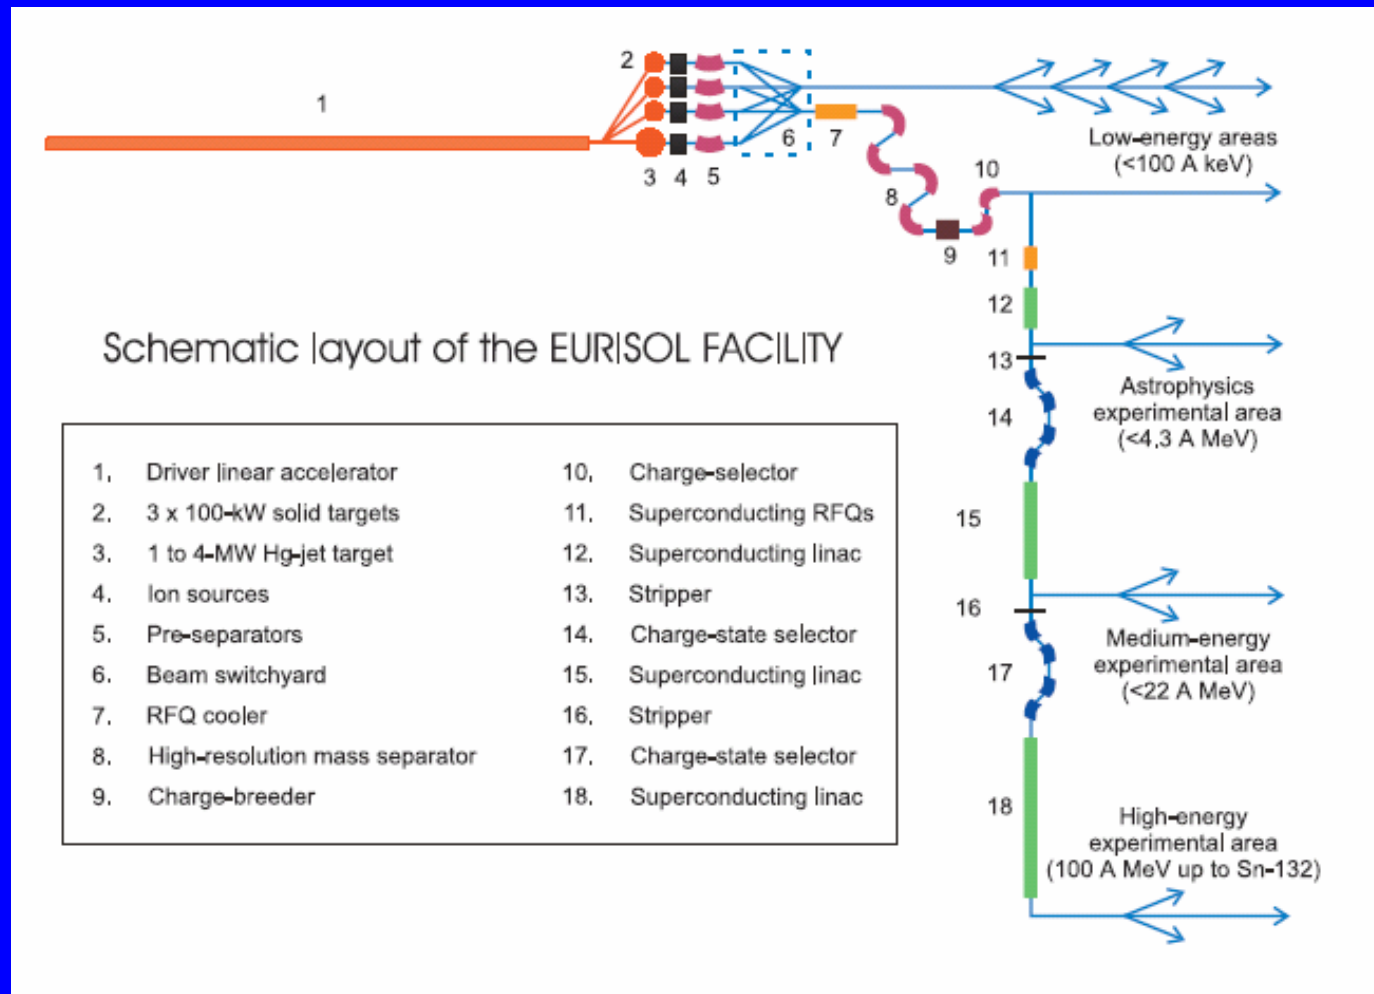 1
2
3
4
5
6
7
8
9
10
Low-energy areas
(<100 A keV)
11
12
13
14
Astrophysics
experimental area
(<4.3 A MeV)
15
16
17
Medium-energy
experimental area
(<22 A MeV)
18
High-energy
experimental area
(100 A MeV up to Sn-132)
Schematic layout of the EURISOL FACILITY
1. Driver linear accelerator
2. 3 x 100-kW solid targets
3. 1 to 4-MW Hg-jet target
4. Ion sources
5. Pre-separators
6. Beam switchyard
7. RFQ cooler
8. High-resolution mass separator
9. Charge-breeder
10. Charge-selector
11. Superconducting RFQs
12. Superconducting linac
13. Stripper
14. Charge-state selector
15. Superconducting linac
16. Stripper
17. Charge-state selector
18. Superconducting linac